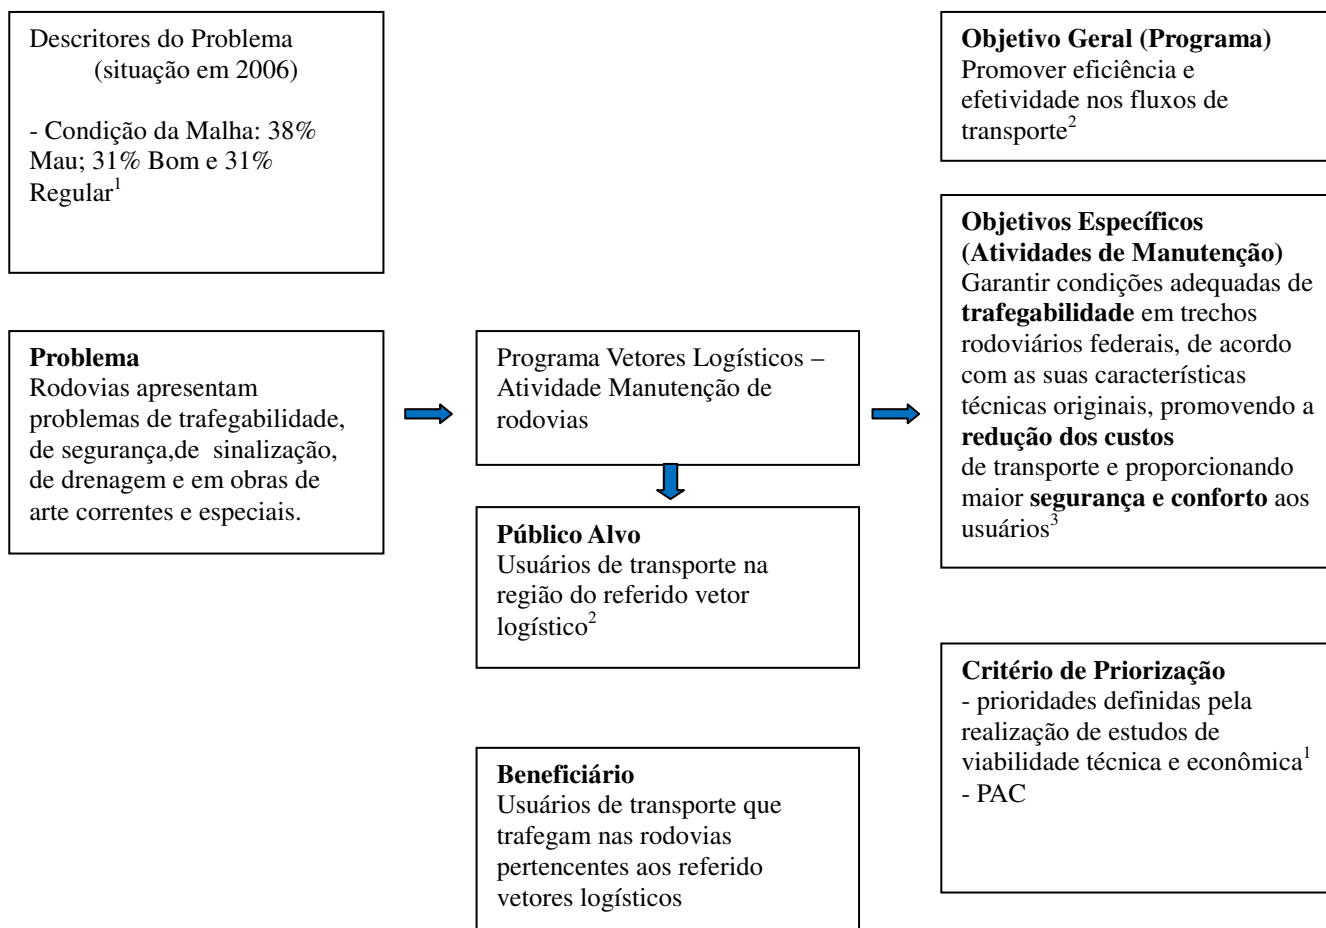 Descritores do Problema
(situação em 2006)
- Condição da Malha: 38%
Mau; 31% Bom e 31%
Regular1
Problema
Rodovias apresentam
problemas de trafegabilidade,
de segurança,de sinalização,
de drenagem e em obras de
arte correntes e especiais.
Programa Vetores Logísticos –
Atividade Manutenção de
rodovias
Público Alvo
Usuários de transporte na
região do referido vetor
logístico2
Beneficiário
Usuários de transporte que
trafegam nas rodovias
pertencentes aos referido
vetores logísticos
Objetivo Geral (Programa)
Promover eficiência e
efetividade nos fluxos de
transporte2
Objetivos Específicos
(Atividades de Manutenção)
Garantir condições adequadas de
trafegabilidade em trechos
rodoviários federais, de acordo
com as suas características
técnicas originais, promovendo a
redução dos custos
de transporte e proporcionando
maior segurança e conforto aos
usuários3
Critério de Priorização
- prioridades definidas pela
realização de estudos de
viabilidade técnica e econômica1
- PAC